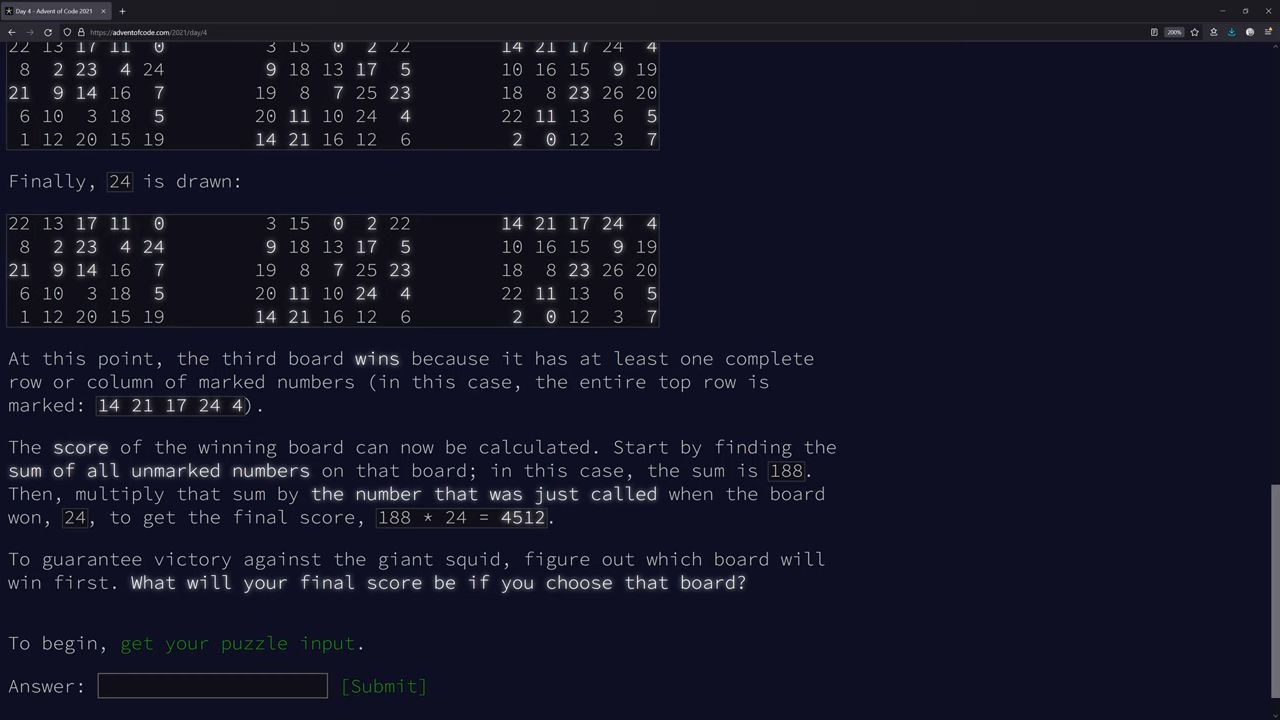 Day 4 - Advent of Code 2021
https://adventofcode.com/2021/day/4
200%
22 13 17 11 0 3 15 0 2 22 14 21 17 24 4
8 2 23 4 24 9 18 13 17 5 10 16 15 9 19
21 9 14 16 7 19 8 7 25 23 18 8 23 26 20
6 10 3 18 5 20 11 10 24 4 22 11 13 6 5
1 12 20 15 19 14 21 16 12 6 2 0 12 3 7
Finally, 24 is drawn:
22 13 17 11 0 3 15 0 2 22 14 21 17 24 4
8 2 23 4 24 9 18 13 17 5 10 16 15 9 19
21 9 14 16 7 19 8 7 25 23 18 8 23 26 20
6 10 3 18 5 20 11 10 24 4 22 11 13 6 5
1 12 20 15 19 14 21 16 12 6 2 0 12 3 7
At this point, the third board wins because it has at least one complete
row or column of marked numbers (in this case, the entire top row is
marked: 14 21 17 24 4).
The score of the winning board can now be calculated. Start by finding the
sum of all unmarked numbers on that board; in this case, the sum is 188.
Then, multiply that sum by the number that was just called when the board
won, 24, to get the final score, 188 * 24 = 4512.
To guarantee victory against the giant squid, figure out which board will
win first. What will your final score be if you choose that board?
To begin, get your puzzle input.
Answer: [Submit]